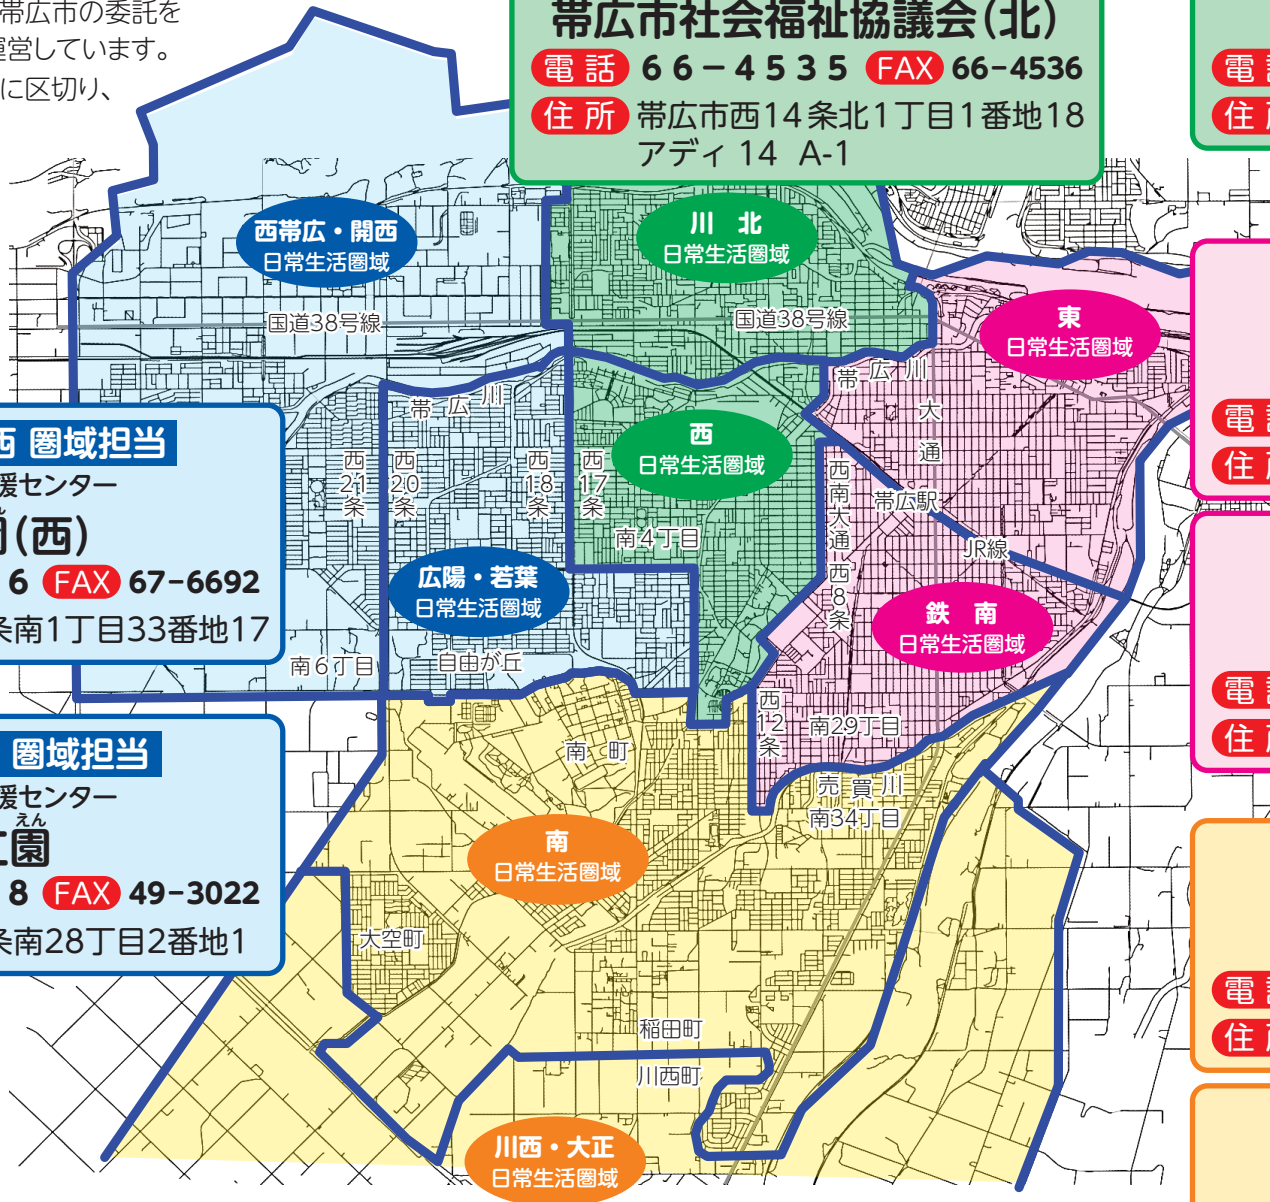 帯広市の委託を
営しています。
に区切り、
帯広市社会福祉協議会(北)
電話 66-4535 FAX 66-4536
住所 帯広市西14条北1丁目1番地18
アディ14 A-1
電
住
西帯広・開西
日常生活圏域
川 北
日常生活圏域
国道38号線
国道38号線
東
日常生活圏域
帯広川
帯広川
大通
西 圏域担当
援センター
(西)
6 FAX 67-6692
条南1丁目33番地17
西21条
西20条
西18条
西17条
西
日常生活圏域
西南大通
帯広駅
JR線
南4丁目
西8条
広陽・若葉
日常生活圏域
鉄 南
日常生活圏域
電
住
南6丁目
自由が丘
西12条
南29丁目
電
住
圏域担当
援センター
えん
園
8 FAX 49-3022
条南28丁目2番地1
南町
売買川
南34丁目
南
日常生活圏域
大空町
電
住
稲田町
川西町
川西・大正
日常生活圏域